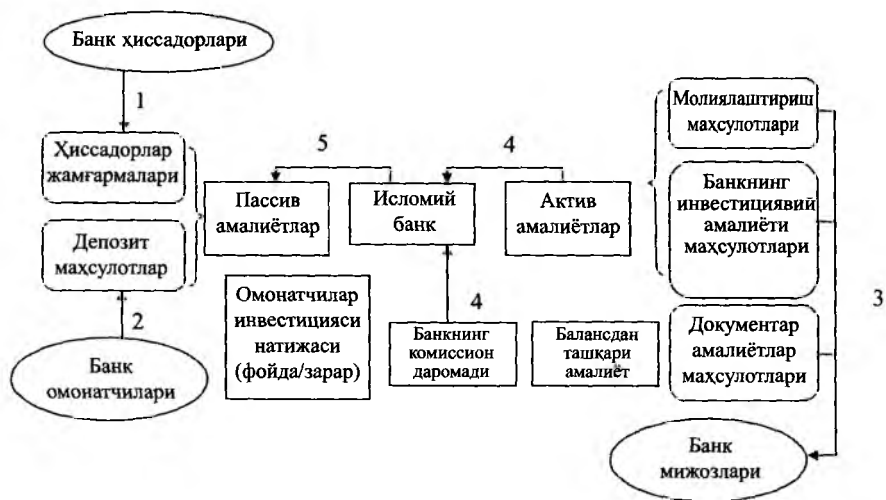 Банк ҳиссадорлари
1
Ҳиссадорлар
жамғармалари
Депозит
маҳсулотлар
2
Банк
омонатчилари
5
4
Пассив
амалиётлар
Исломий
банк
Актив
амалиётлар
Омонатчилар
инвестицияси
натижаси
(фойда/зарар)
4
Банкнинг
комиссион
даромади
Балансдан
ташқари
амалиёт
Молиялаштириш
маҳсулотлари
Банкнинг
инвестициявий
амалиёти
маҳсулотлари
Документар
амалиётлар
маҳсулотлари
3
Банк
мижозлари